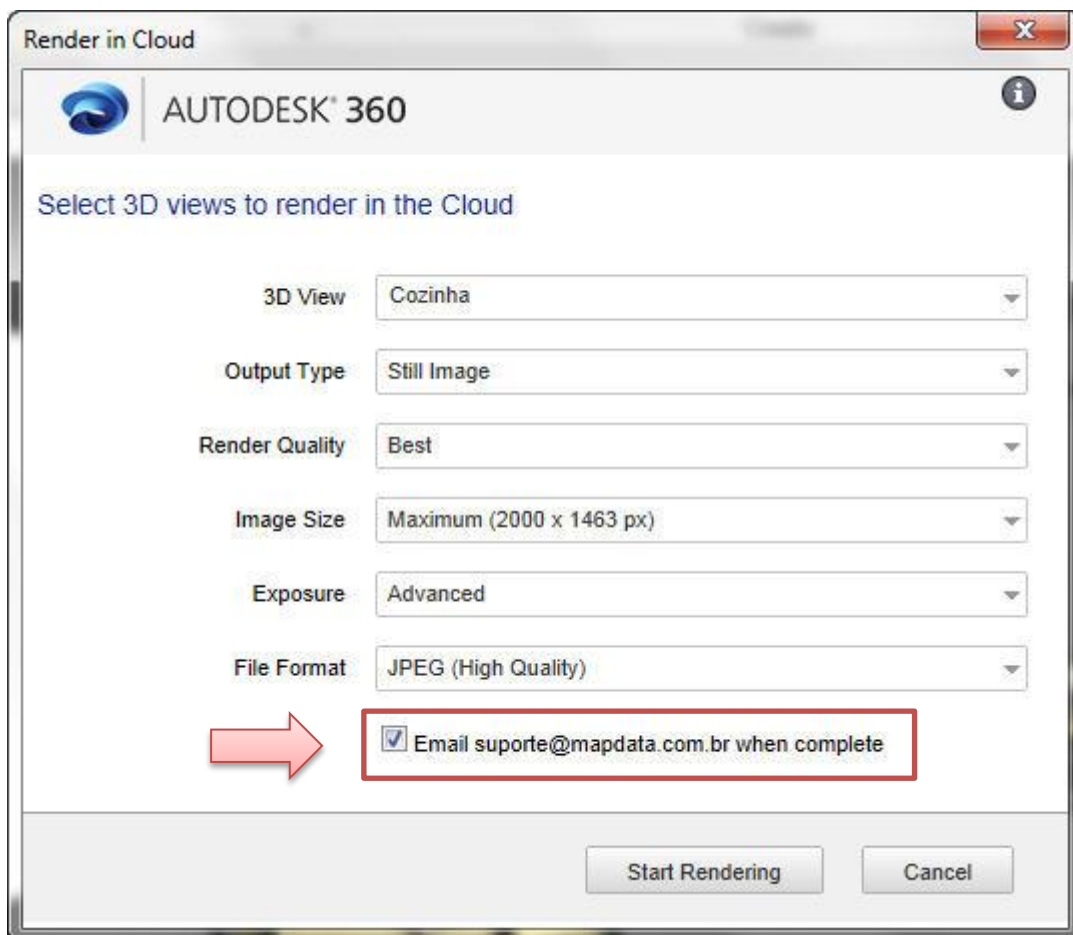 Render in Cloud
AUTODESK® 360
Select 3D views to render in the Cloud
3D View Cozinha
Output Type Still Image
Render Quality Best
Image Size Maximum (2000 x 1463 px)
Exposure Advanced
File Format JPEG (High Quality)
Email suporte@mapdata.com.br when complete
Start Rendering Cancel